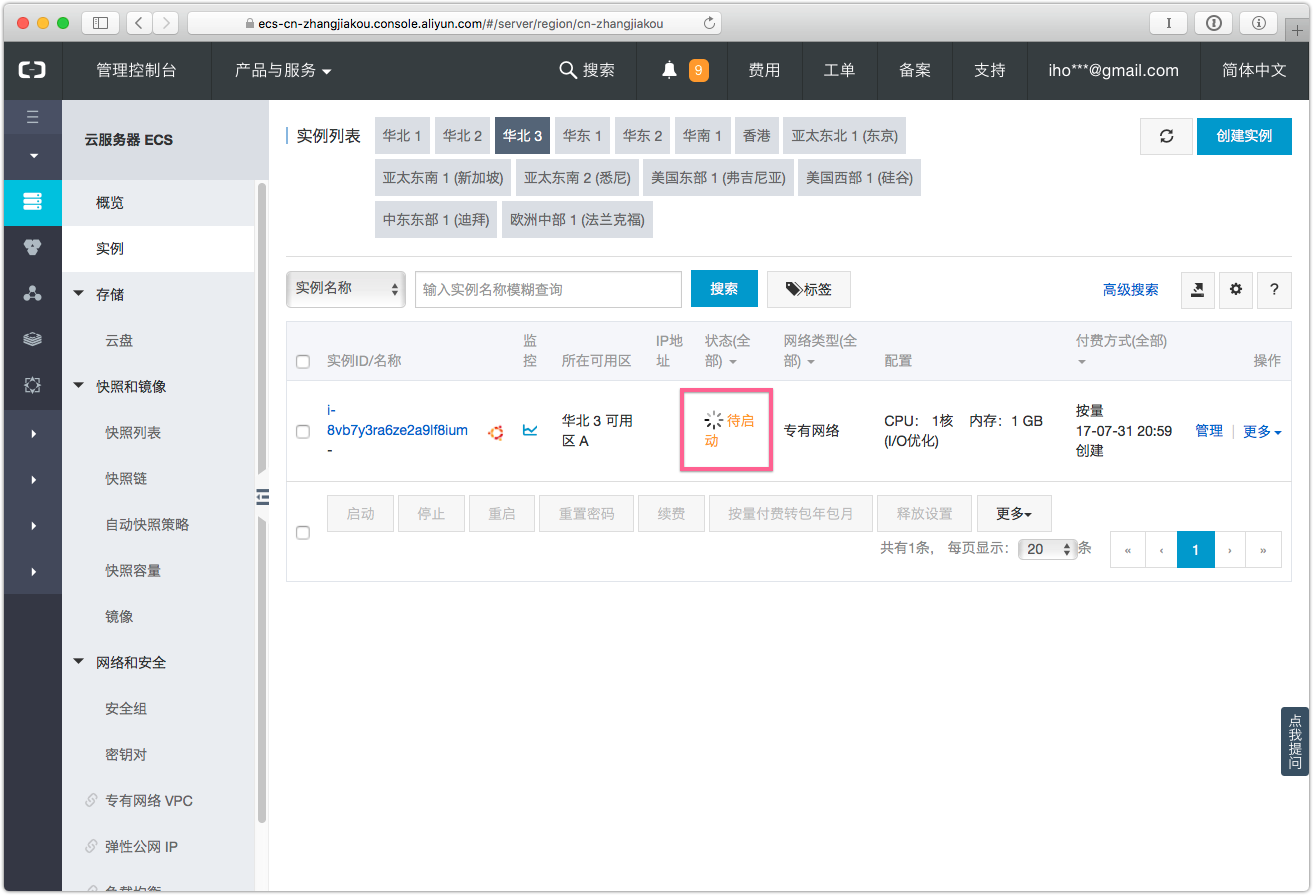 ecs-cn-zhangjiakou.console.aliyun.com/#/server/region/cn-zhangjiakou
管理控制台 产品与服务 搜索 9 费用 工单 备案 支持 iho***@gmail.com 简体中文
云服务器 ECS
概览
实例
存储
云盘
快照和镜像
快照列表
快照链
自动快照策略
快照容量
镜像
网络和安全
安全组
密钥对
专有网络 VPC
弹性公网 IP
负载均衡
实例列表 华北 1 华北 2 华北 3 华东 1 华东 2 华南 1 香港 亚太东北 1 (东京)
亚太东南 1 (新加坡) 亚太东南 2 (悉尼) 美国东部 1 (弗吉尼亚) 美国西部 1 (硅谷)
中东东部 1 (迪拜) 欧洲中部 1 (法兰克福)
创建实例
实例名称 输入实例名称模糊查询 搜索 标签 高级搜索 ?
实例ID/名称
监
控
所在可用区
IP地
址
状态(全
部)
网络类型(全
部)
配置
付费方式(全部)
操作
i-
8vb7y3ra6ze2a9lf8ium
-
华北 3 可用
区 A
待启
动
专有网络
CPU： 1核 内存：1 GB
(I/O优化)
按量
17-07-31 20:59
创建
管理 | 更多
启动 停止 重启 重置密码 续费 按量付费转包年包月 释放设置 更多
共有1条， 每页显示： 20 条 « ‹ 1 › »
点
我
提
问